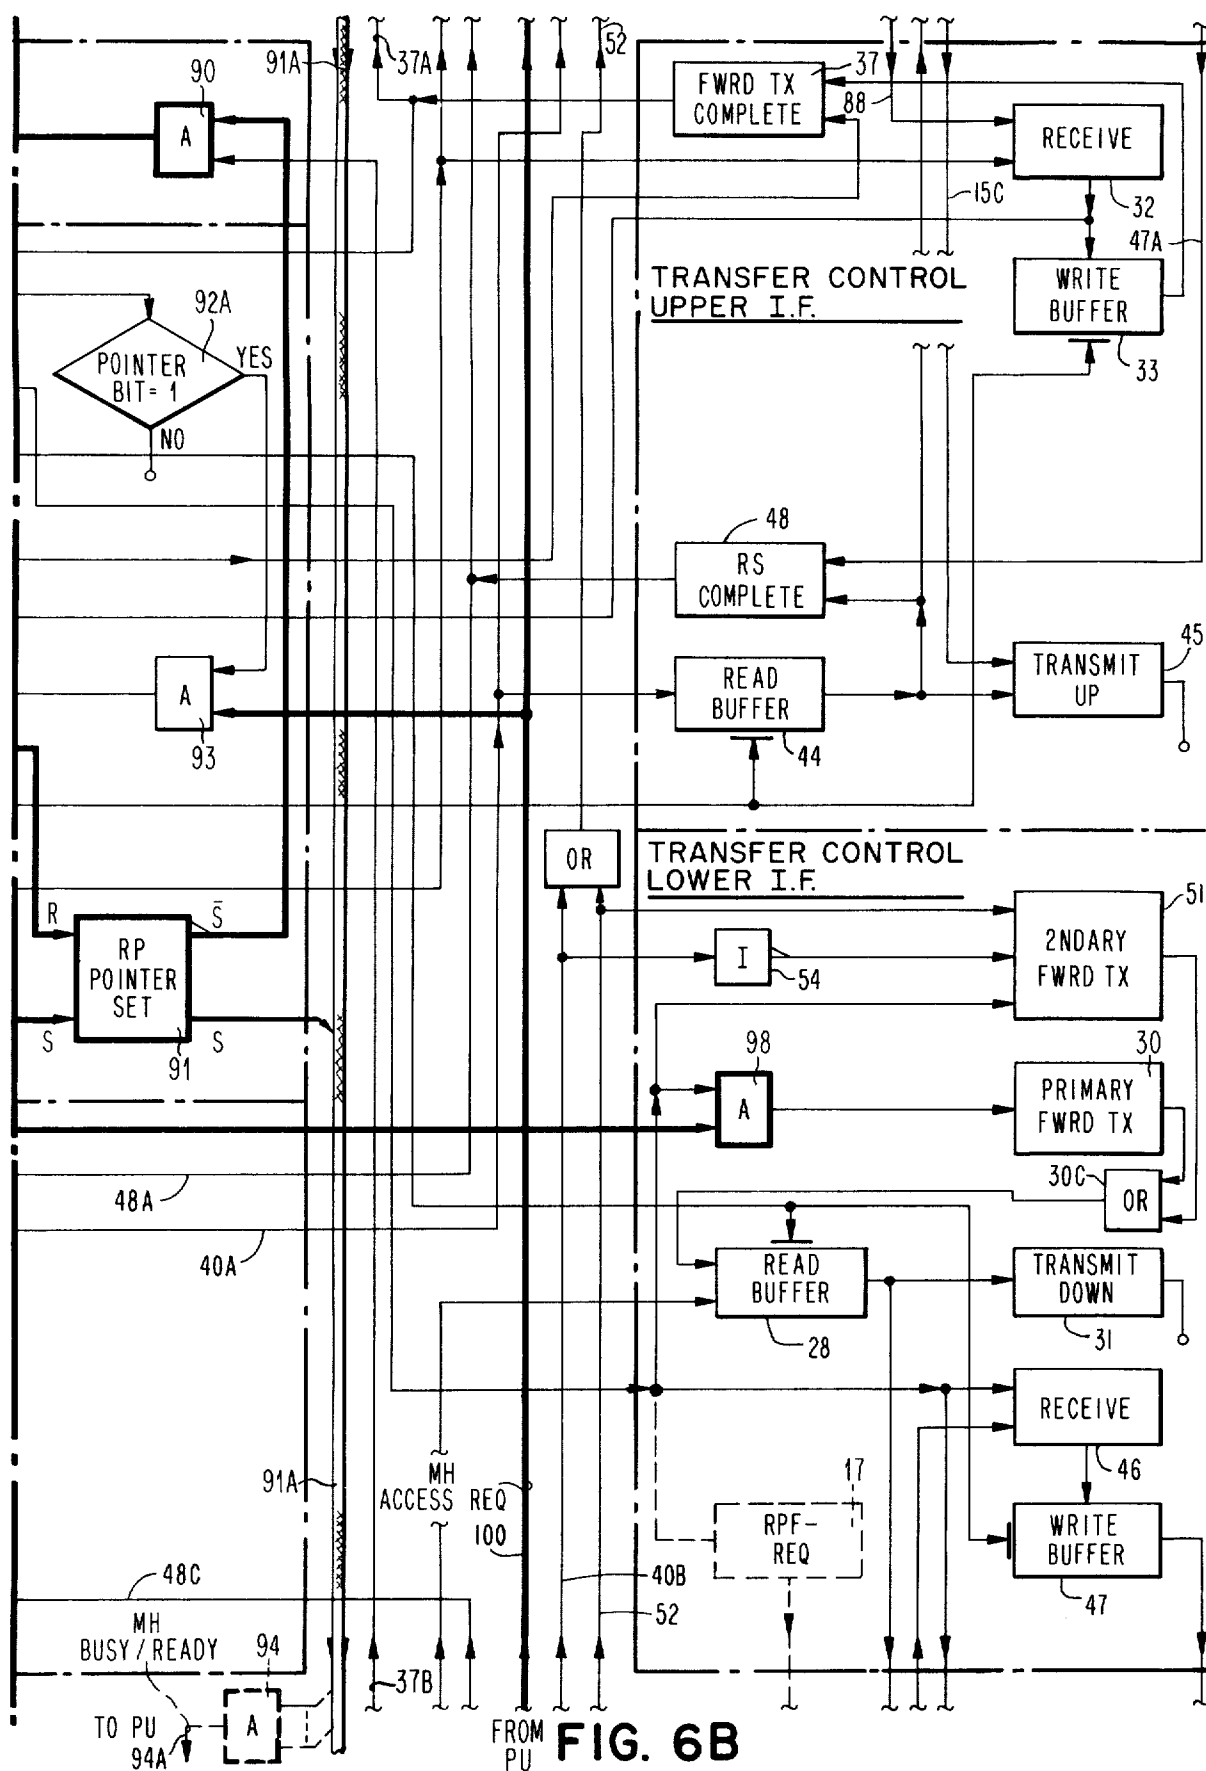 52
91A
37A
90
A
FWRD TX
COMPLETE
37
88
RECEIVE
32
15C
47A
TRANSFER CONTROL
UPPER I.F.
WRITE
BUFFER
33
92A
POINTER
BIT = 1
YES
NO
48
RS
COMPLETE
A
93
READ
BUFFER
44
TRANSMIT
UP
45
OR
TRANSFER CONTROL
LOWER I.F.
R
RP
POINTER
SET
S̄
S
S
91
I
54
2NDARY
FWRD TX
51
98
A
30
PRIMARY
FWRD TX
30C
OR
48A
40A
READ
BUFFER
28
TRANSMIT
DOWN
31
RECEIVE
46
91A
MH
ACCESS REQ
100
17
RPF-
REQ
WRITE
BUFFER
47
48C
40B
52
MH
BUSY/READY
94
A
37B
TO PU
94A
FROM
PU
FIG. 6B